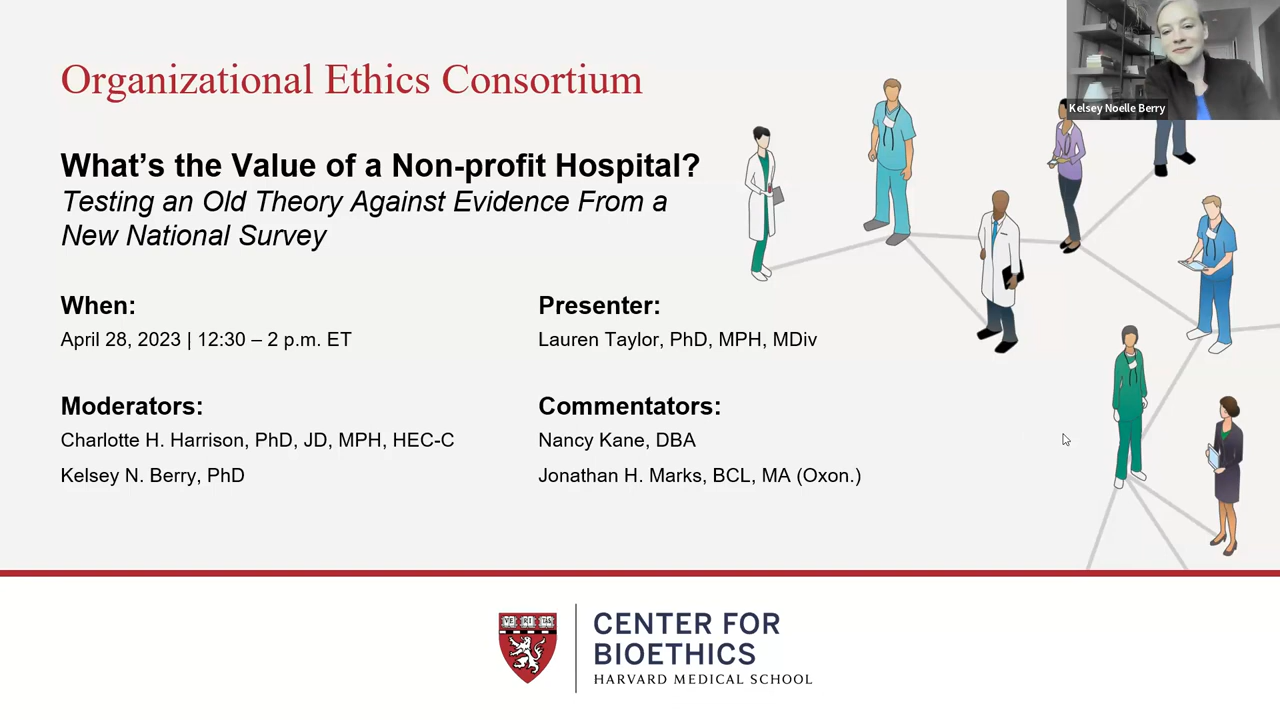 Organizational Ethics Consortium
Kelsey Noelle Berry
What's the Value of a Non-profit Hospital?
Testing an Old Theory Against Evidence From a
New National Survey
When:
April 28, 2023 | 12:30 – 2 p.m. ET
Presenter:
Lauren Taylor, PhD, MPH, MDiv
Moderators:
Charlotte H. Harrison, PhD, JD, MPH, HEC-C
Kelsey N. Berry, PhD
Commentators:
Nancy Kane, DBA
Jonathan H. Marks, BCL, MA (Oxon.)
VE RI TAS
CENTER FOR
BIOETHICS
HARVARD MEDICAL SCHOOL